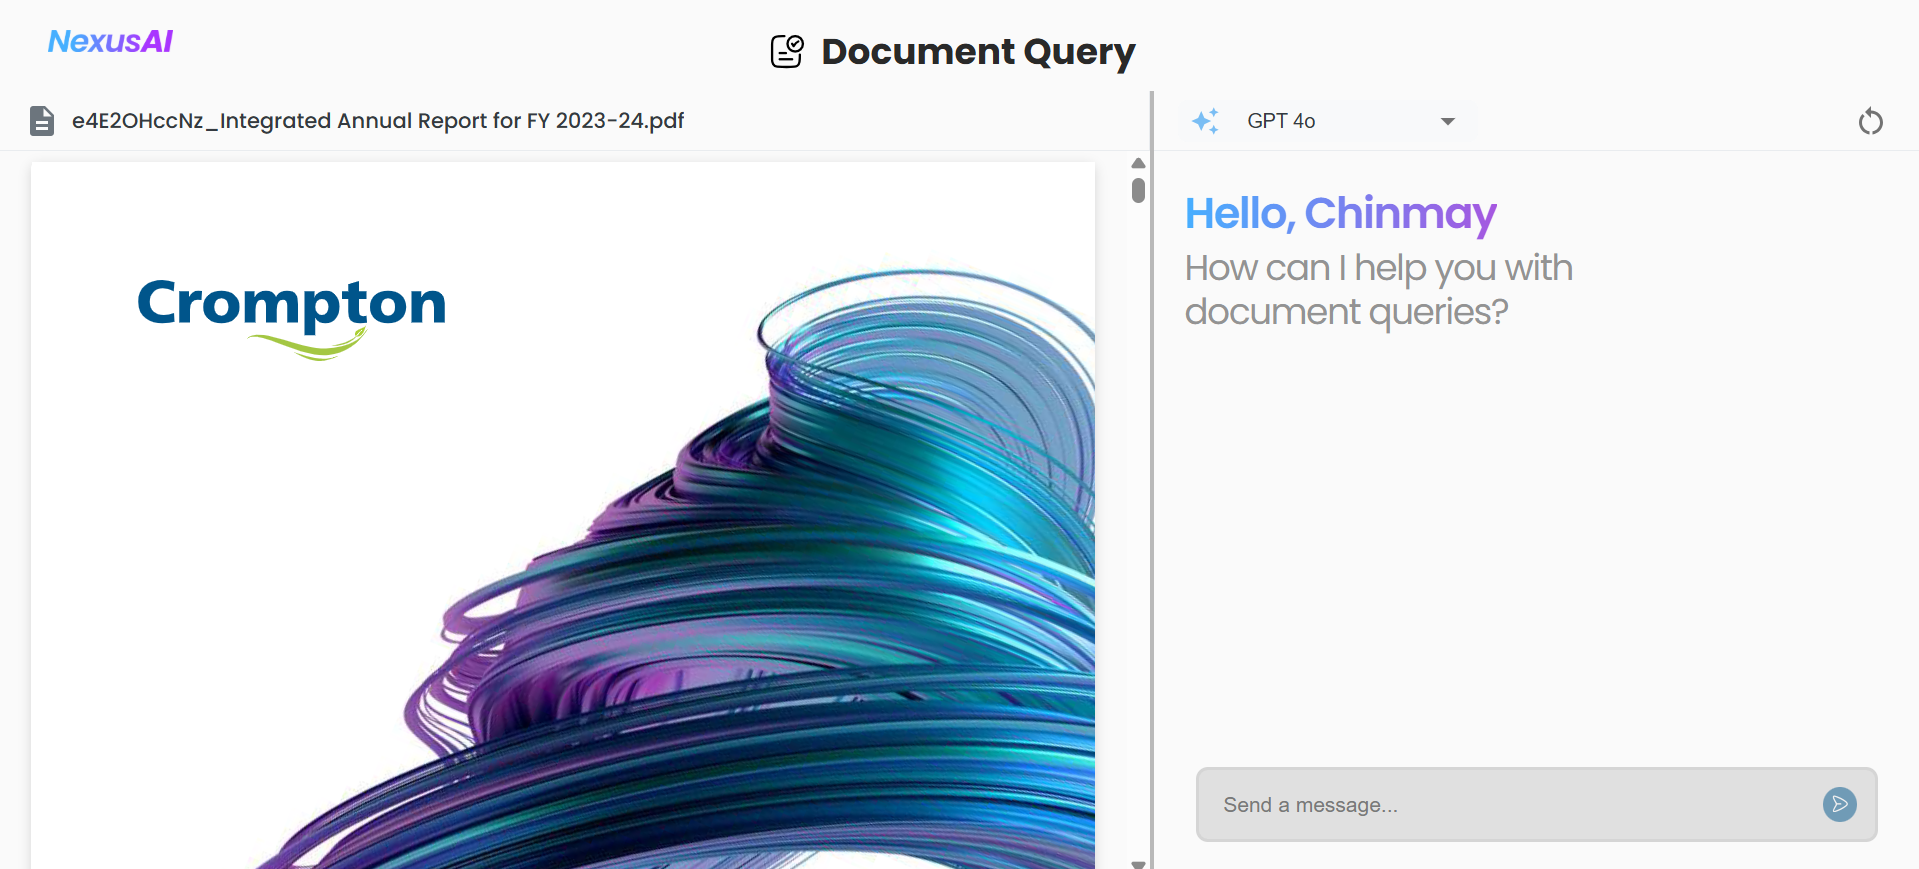 NexusAI
Document Query
e4E2OHccNz_Integrated Annual Report for FY 2023-24.pdf
GPT 4o
Crompton
Hello, Chinmay
How can I help you with
document queries?
Send a message...